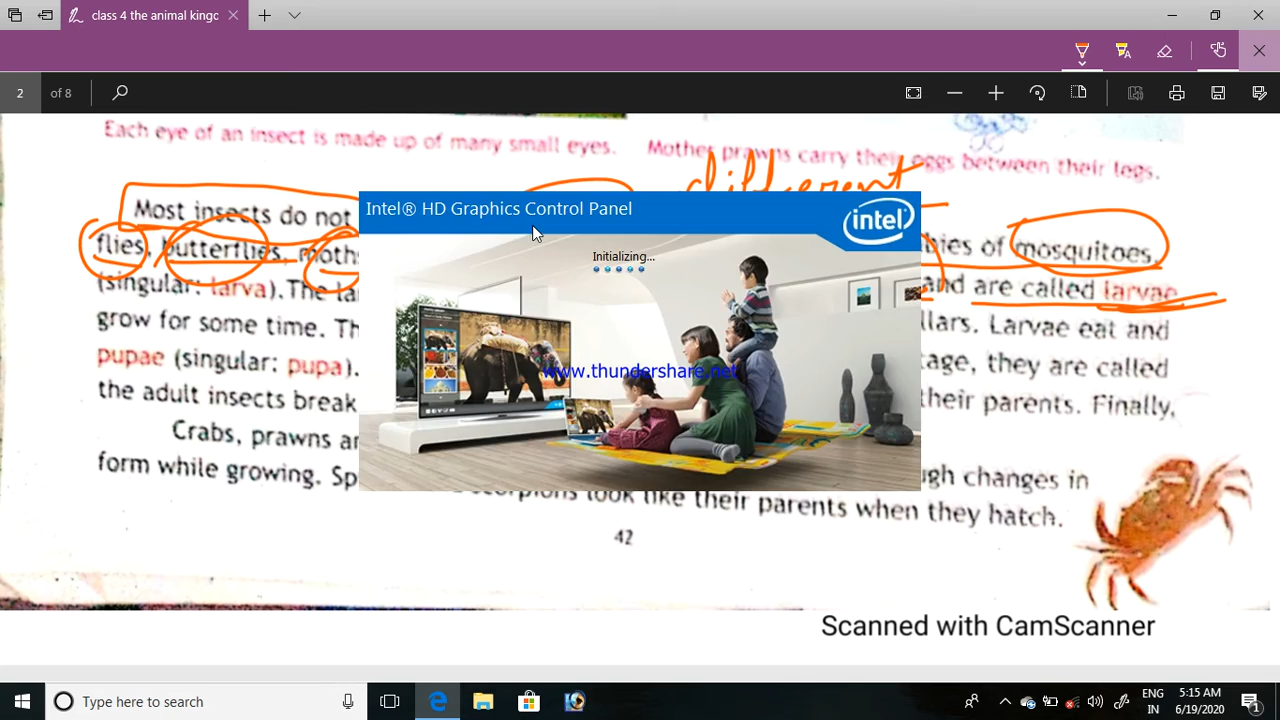 class 4 the animal kingc
2 of 8
Each eye of an insect is made up of many small eyes. Mother prawns carry their eggs between their legs.
different
Most insects do not
flies, butterflies, moths
bies of mosquitoes,
(singular: larva). The lar
and are called larvae
grow for some time. Th
llars. Larvae eat and
pupae (singular: pupa).
tage, they are called
the adult insects break
their parents. Finally,
Crabs, prawns an
form while growing. Sp
ugh changes in
scorpions look like their parents when they hatch.
42
Intel® HD Graphics Control Panel
intel
Initializing...
www.thundershare.net
Scanned with CamScanner
Type here to search
ENG
IN
5:15 AM
6/19/2020
1